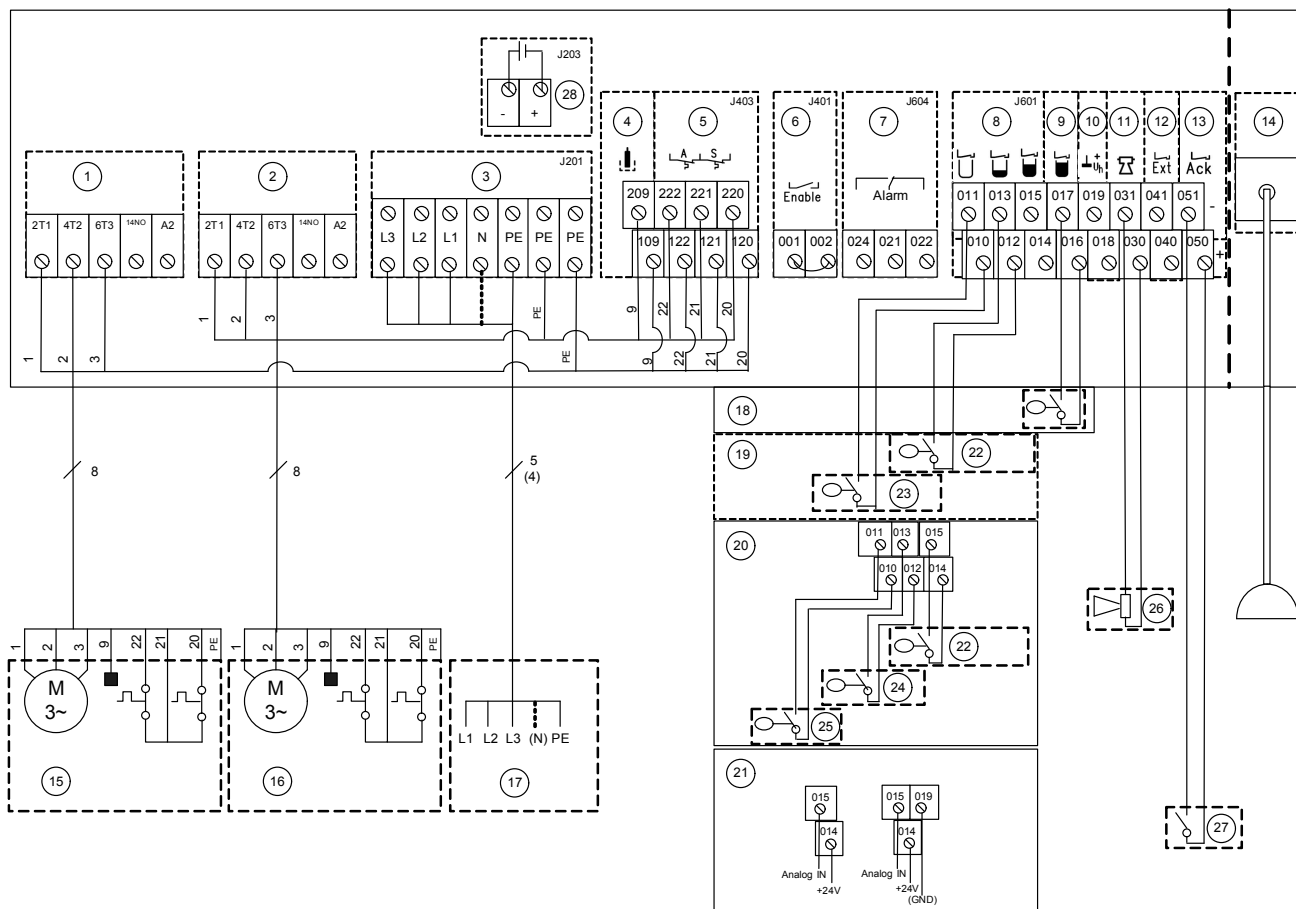 J203
28
- +
J403
J401
J604
J601
4 5 6 7 8 9 10 11 12 13 14
A S
Enable
Alarm
+
Uh
Ext
Ack
1 2 3
J201
2T1 4T2 6T3 14NO A2
2T1 4T2 6T3 14NO A2
L3 L2 L1 N PE PE PE
209 222 221 220
109 122 121 120
001 002
024 021 022
011 013 015 017 019 031 041 051 -
- 010 012 014 016 018 030 040 050 +
1 2 3
1 2 3
PE
PE
9 22 21 20
9 22 21 20
8
8
5
(4)
18
19
22
23
20
011 013 015
010 012 014
22
24
25
26
27
1 2 3 9 22 21 20 PE
1 2 3 9 22 21 20 PE
M
3~
M
3~
L1 L2 L3 (N) PE
15
16
17
21
015
014
Analog IN
+24V
015 019
014
Analog IN
+24V
(GND)